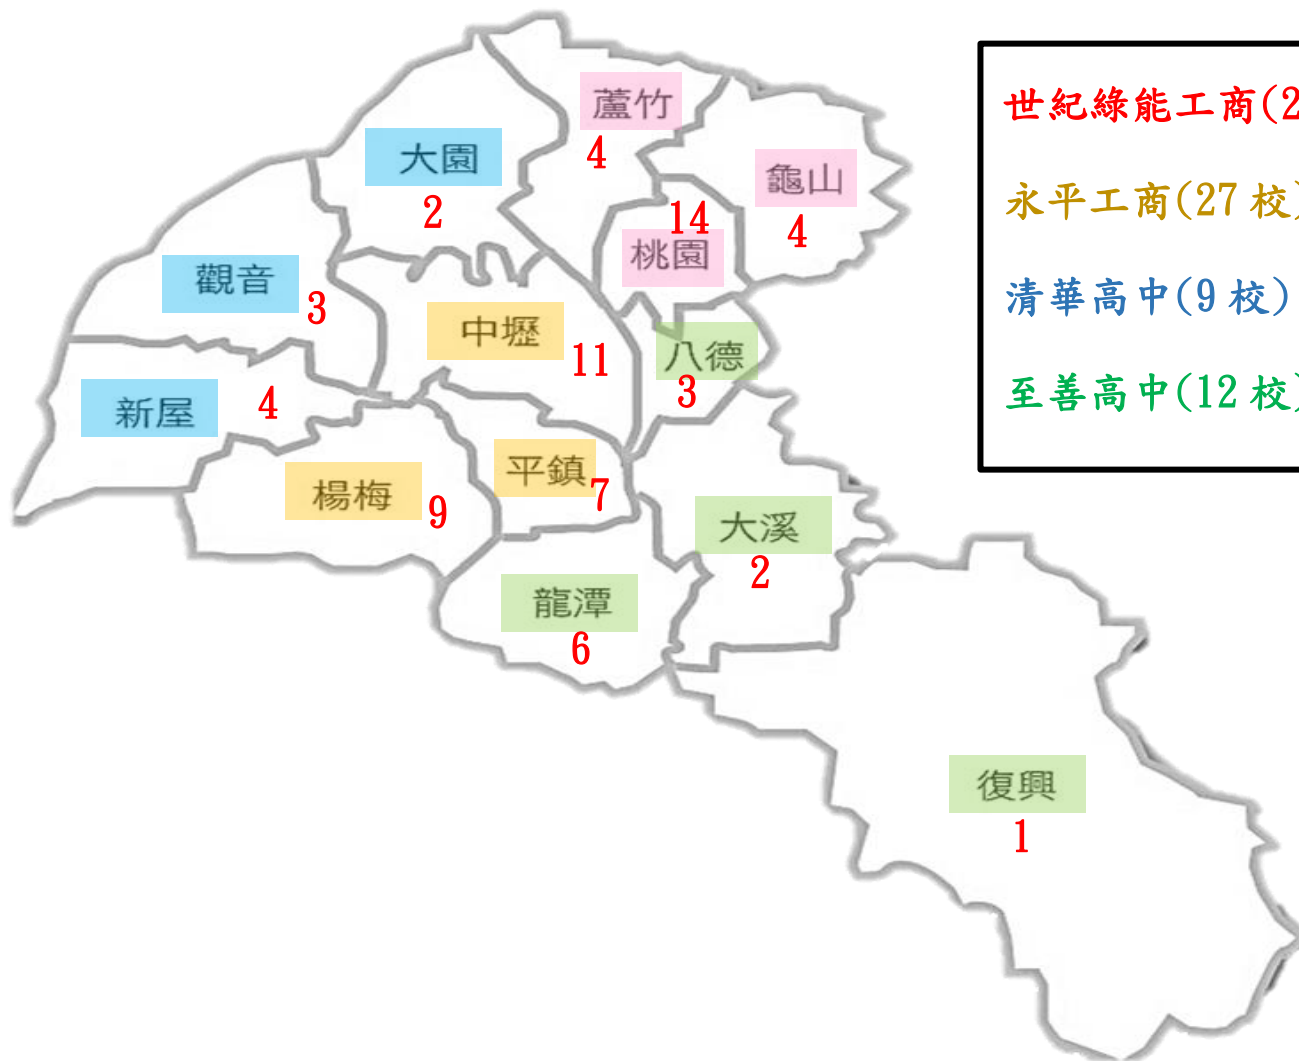 蘆竹
4
大園
2
龜山
4
14
桃園
觀音
3
中壢
11
八德
3
新屋
4
楊梅
9
平鎮
7
大溪
2
龍潭
6
復興
1
世紀綠能工商(2
永平工商(27 校)
清華高中(9 校)
至善高中(12 校)